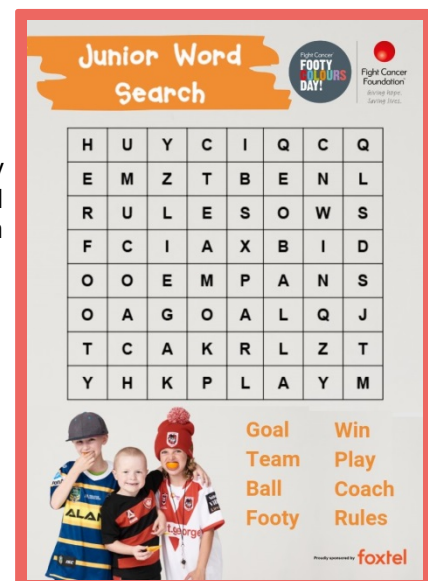 Junior Word
Search
Fight Cancer
FOOTY
COLOURS
DAY!
Fight Cancer
Foundation
Giving hope.
Saving lives.
H U Y C I Q C Q
E M Z T B E N L
R U L E S O W S
F C I A X B I D
O O E M P A N S
O A G O A L Q J
T C A K R L Z T
Y H K P L A Y M
Goal Win
Team Play
Ball Coach
Footy Rules
Proudly sponsored by foxtel